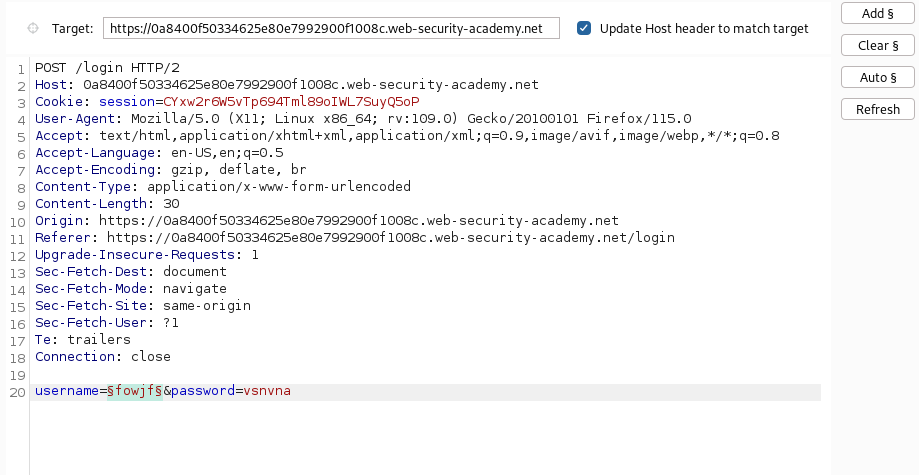 Target: https://0a8400f50334625e80e7992900f1008c.web-security-academy.net Update Host header to match target
Add §
Clear §
Auto §
Refresh
1 POST /login HTTP/2
2 Host: 0a8400f50334625e80e7992900f1008c.web-security-academy.net
3 Cookie: session=CYxw2r6W5vTp694Tml89oIWL7SuyQ5oP
4 User-Agent: Mozilla/5.0 (X11; Linux x86_64; rv:109.0) Gecko/20100101 Firefox/115.0
5 Accept: text/html,application/xhtml+xml,application/xml;q=0.9,image/avif,image/webp,*/*;q=0.8
6 Accept-Language: en-US,en;q=0.5
7 Accept-Encoding: gzip, deflate, br
8 Content-Type: application/x-www-form-urlencoded
9 Content-Length: 30
10 Origin: https://0a8400f50334625e80e7992900f1008c.web-security-academy.net
11 Referer: https://0a8400f50334625e80e7992900f1008c.web-security-academy.net/login
12 Upgrade-Insecure-Requests: 1
13 Sec-Fetch-Dest: document
14 Sec-Fetch-Mode: navigate
15 Sec-Fetch-Site: same-origin
16 Sec-Fetch-User: ?1
17 Te: trailers
18 Connection: close
19
20 username=§fowjf§&password=vsnvna